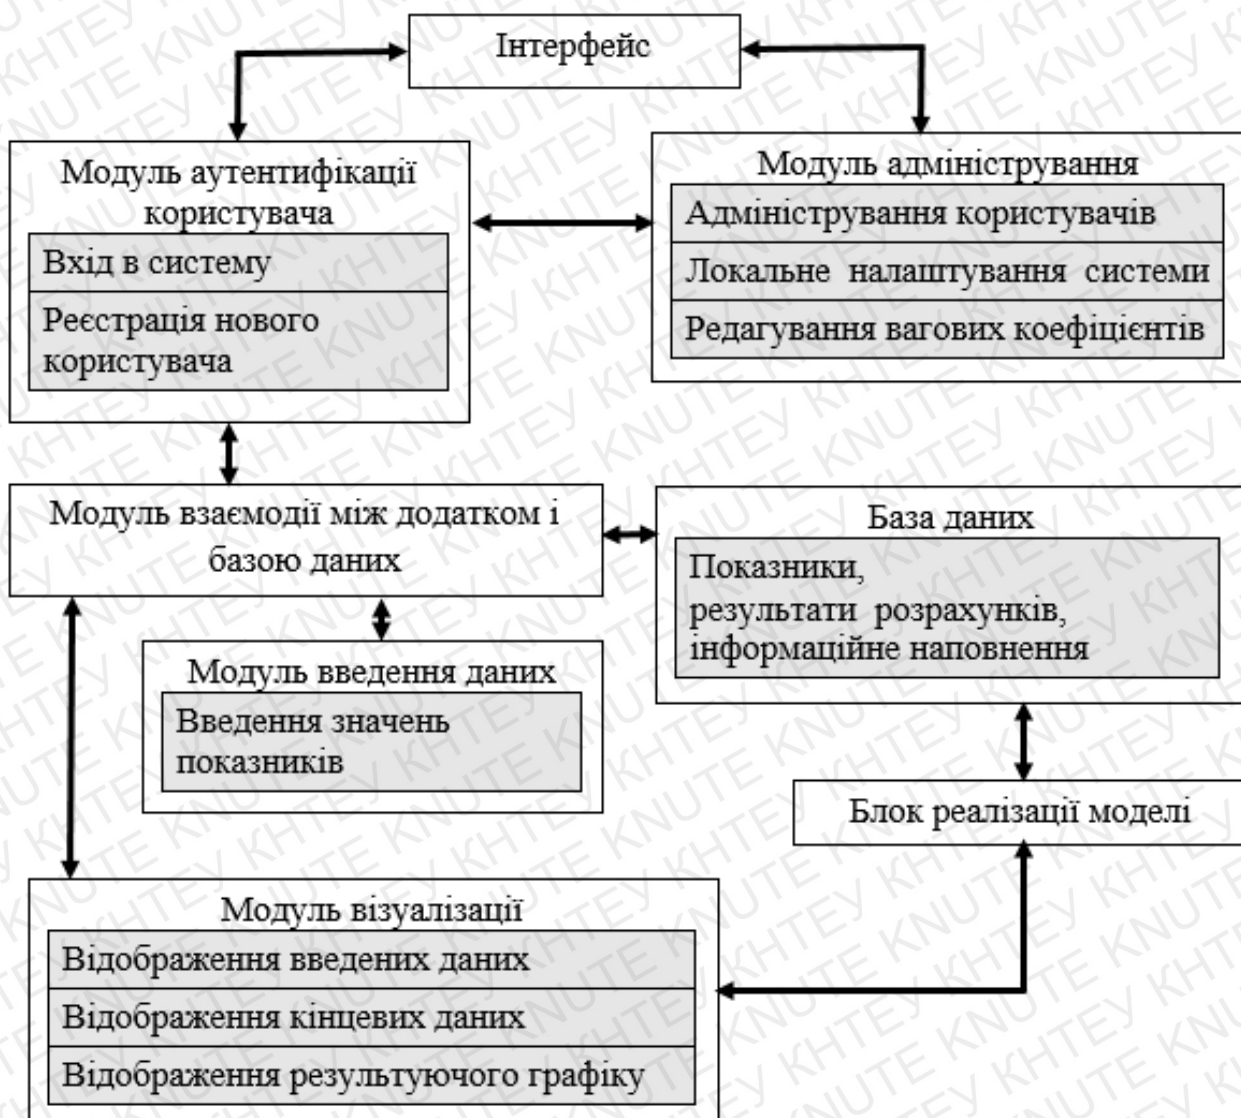 Інтерфейс
Модуль аутентифікації
користувача
Вхід в систему
Реєстрація нового
користувача
Модуль адміністрування
Адміністрування користувачів
Локальне налаштування системи
Редагування вагових коефіцієнтів
Модуль взаємодії між додатком і
базою даних
База даних
Показники,
результати розрахунків,
інформаційне наповнення
Модуль введення даних
Введення значень
показників
Блок реалізації моделі
Модуль візуалізації
Відображення введених даних
Відображення кінцевих даних
Відображення результуючого графіку
KNUTE КНТЕУ